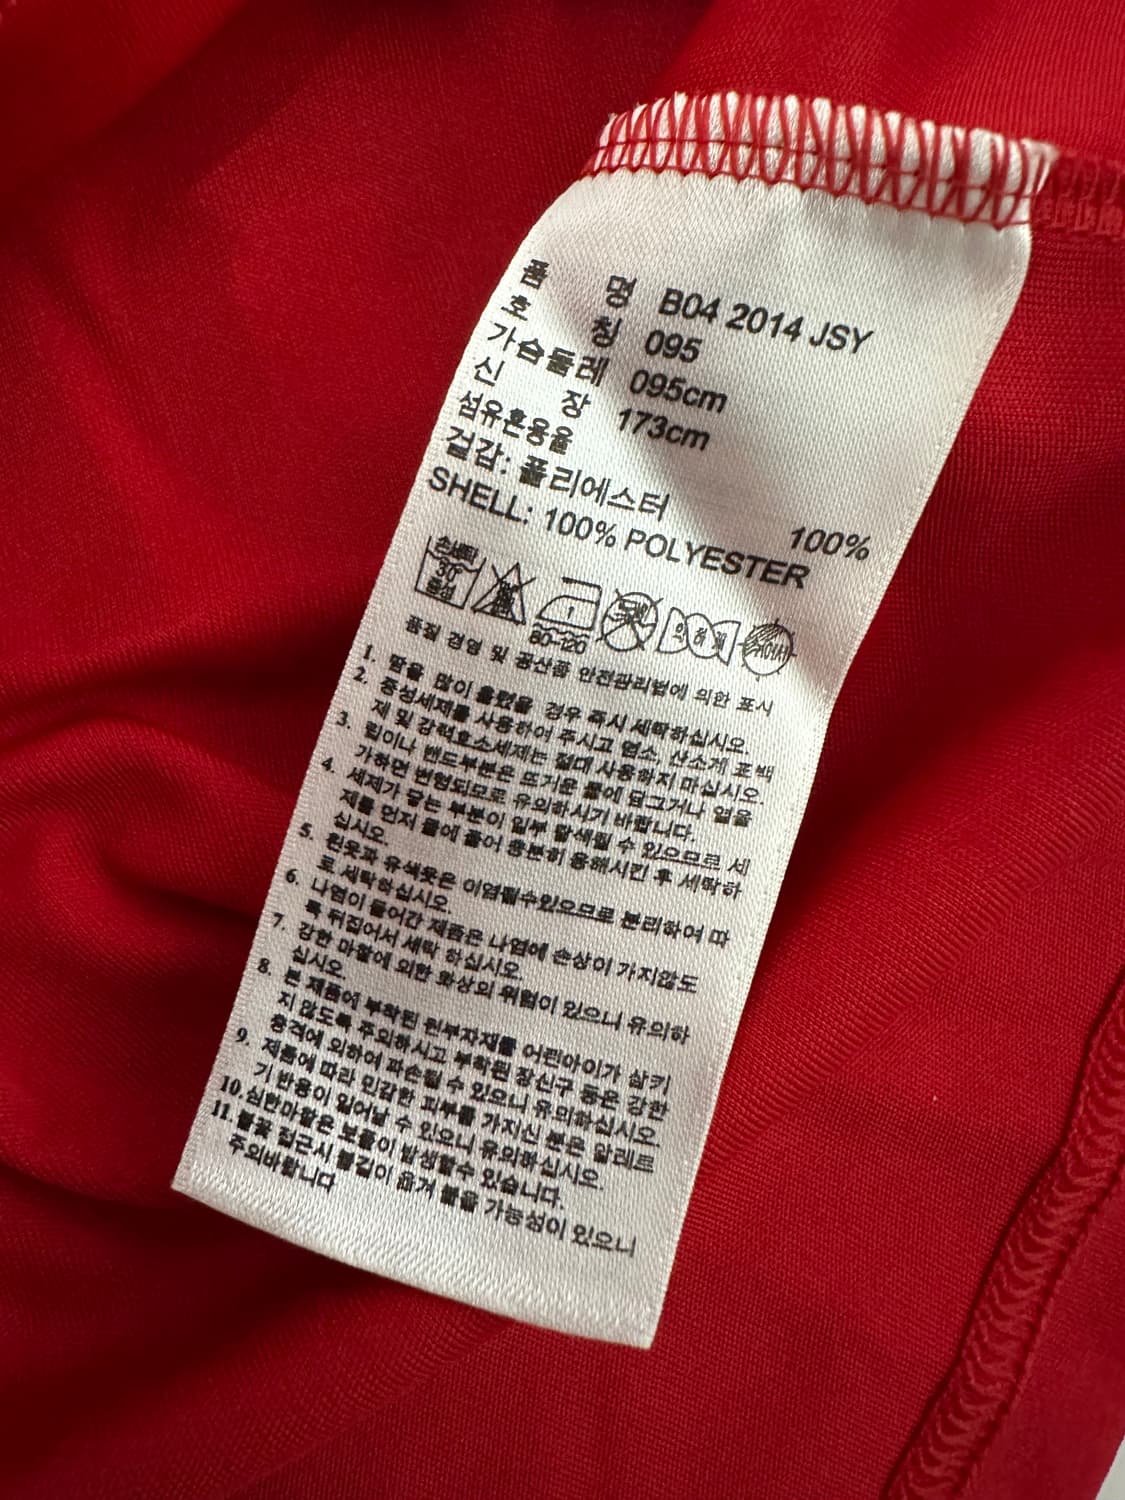 품 명 B04 2014 JSY
호 칭 095
가슴둘레 095cm
신 장 173cm
섬유혼용율
겉감: 폴리에스터 100%
SHELL: 100% POLYESTER
손세탁 30˚ 중성
1 80-120
품질 경영 및 공산품 안전관리법에 의한 표시
1. 땀을 많이 흘렸을 경우 즉시 세탁하십시오.
2. 중성세제를 사용하여 주시고 염소, 산소계 표백
제 및 강력효소세제는 절대 사용하지 마십시오.
3. 립이나 밴드부분은 뜨거운 물에 담그거나 열을
가하면 변형되므로 유의하시기 바랍니다.
4. 세제가 닿는 부분이 일부 탈색될 수 있으므로 세
제를 먼저 물에 풀어 충분히 용해시킨 후 세탁하
십시오.
5. 흰옷과 유색옷은 이염될수있으므로 분리하여 따
로 세탁하십시오.
6. 나염이 들어간 제품은 나염에 손상이 가지않도
록 뒤집어서 세탁 하십시오.
7. 강한 마찰에 의한 화상의 위험이 있으니 유의하
십시오.
8. 본 제품에 부착된 원부자재를 어린아이가 삼키
지 않도록 주의하시고 부착된 장신구 등은 강한
충격에 의하여 파손될 수 있으니 유의하십시오.
9. 제품에 따라 민감한 피부를 가지신 분은 알레르
기 반응이 일어날 수 있으니 유의하십시오.
10.심한마찰은 보풀이 발생할수 있습니다.
11. 불꽃 접근시 불길이 옮겨 붙을 가능성이 있으니
주의바랍니다